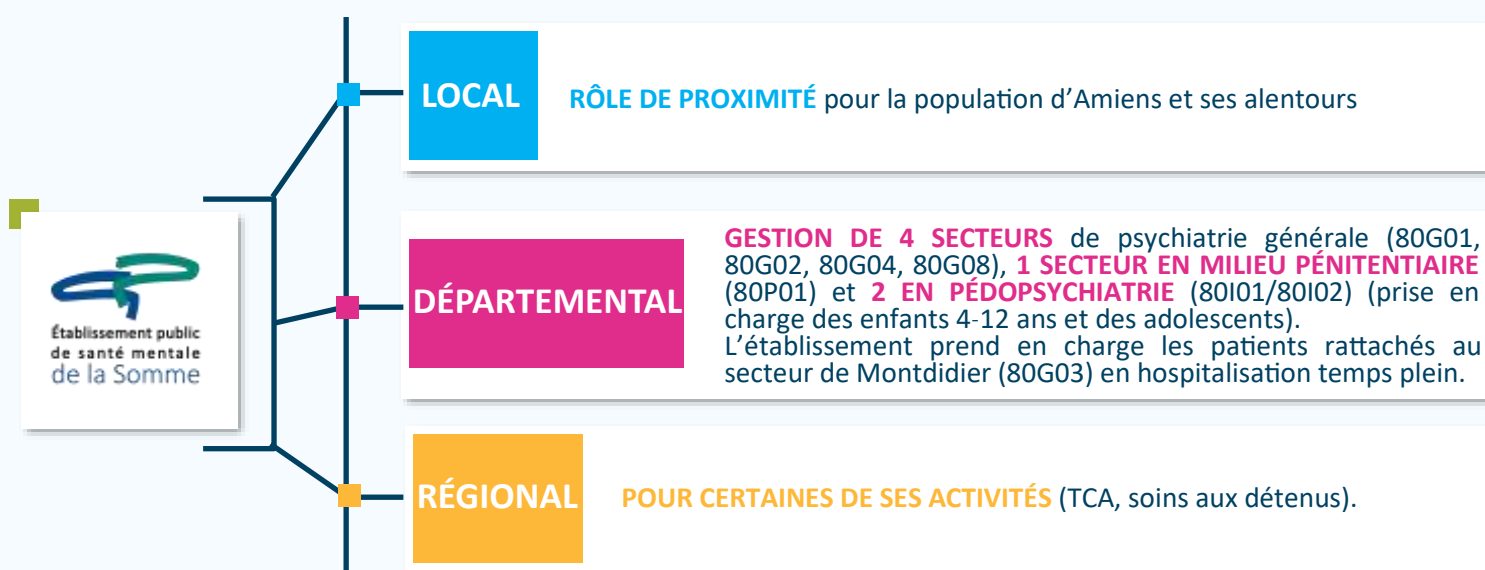 LOCAL
RÔLE DE PROXIMITÉ pour la population d’Amiens et ses alentours
Établissement public
de santé mentale
de la Somme
DÉPARTEMENTAL
GESTION DE 4 SECTEURS de psychiatrie générale (80G01,
80G02, 80G04, 80G08), 1 SECTEUR EN MILIEU PÉNITENTIAIRE
(80P01) et 2 EN PÉDOPSYCHIATRIE (80I01/80I02) (prise en
charge des enfants 4-12 ans et des adolescents).
L’établissement prend en charge les patients rattachés au
secteur de Montdidier (80G03) en hospitalisation temps plein.
RÉGIONAL
POUR CERTAINES DE SES ACTIVITÉS (TCA, soins aux détenus).